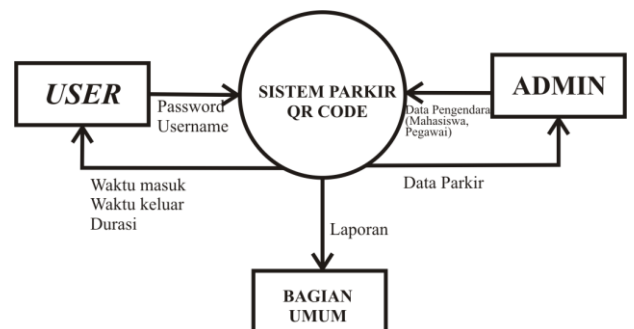 USER
Password
Username
SISTEM PARKIR
QR CODE
Data Pengendara
(Mahasiswa,
Pegawai)
ADMIN
Waktu masuk
Waktu keluar
Durasi
Data Parkir
Laporan
BAGIAN
UMUM